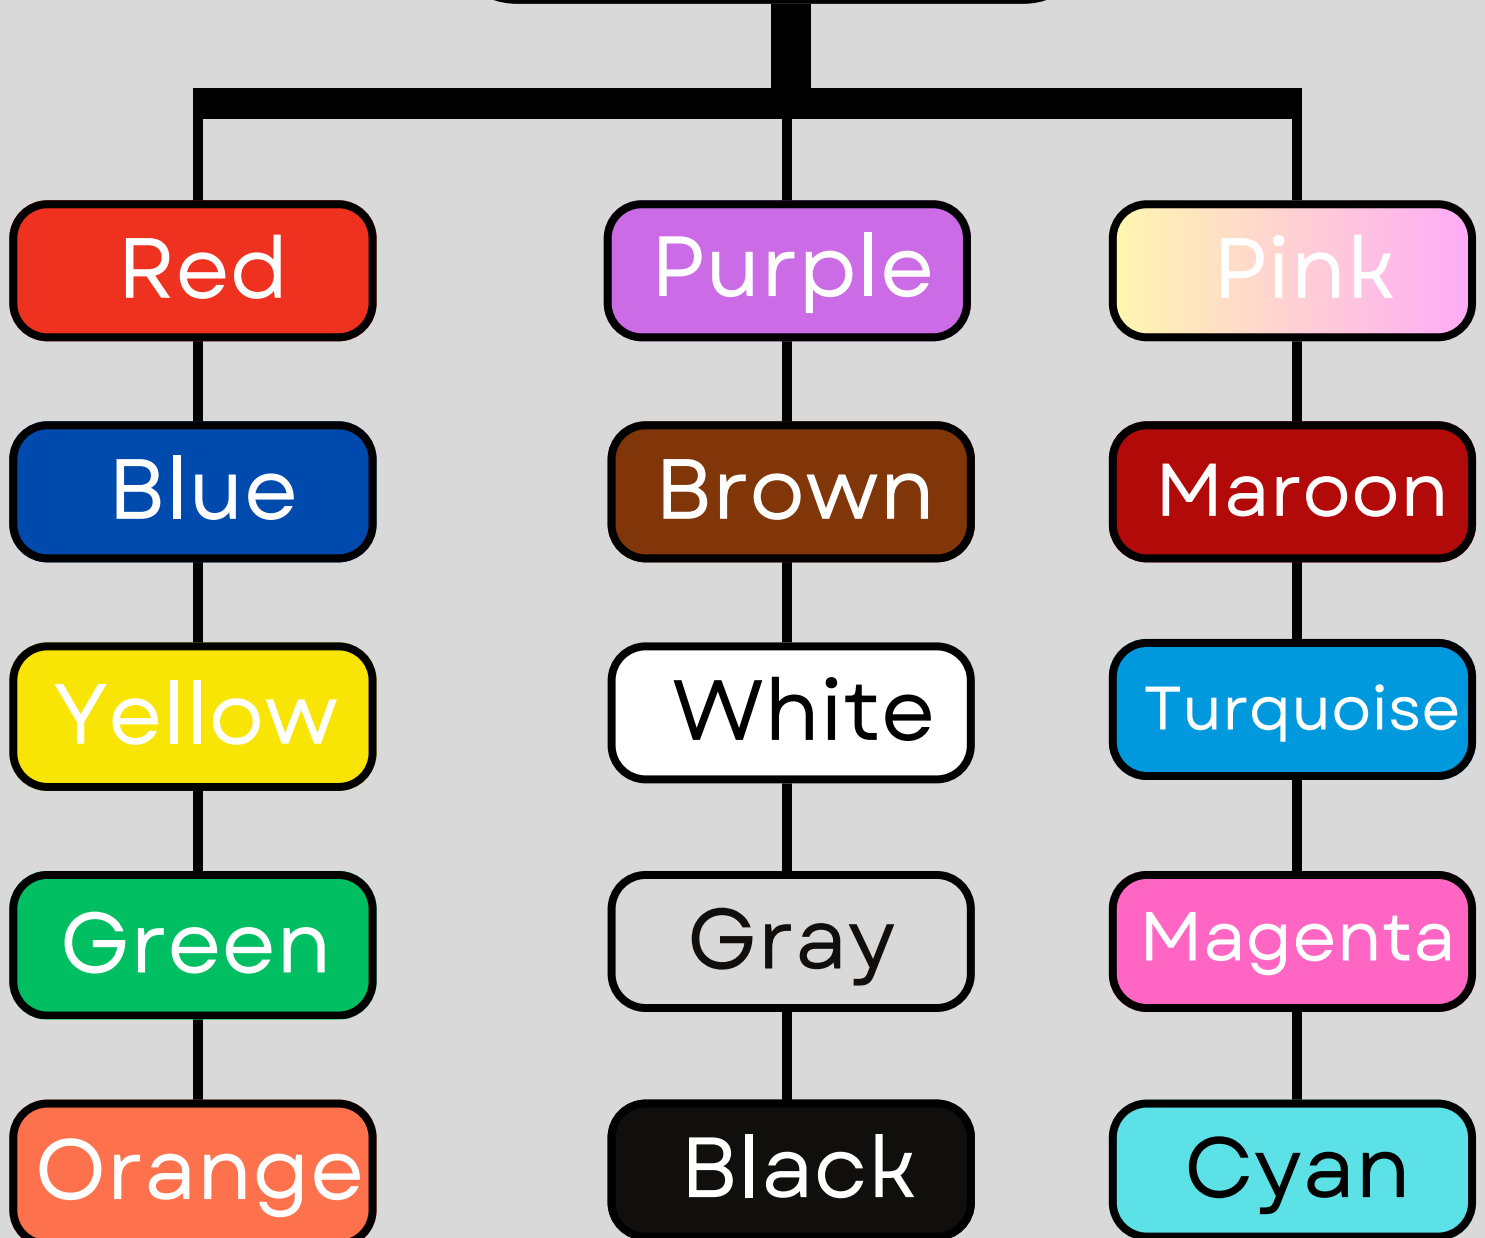 Red
Purple
Pink
Blue
Brown
Maroon
Yellow
White
Turquoise
Green
Gray
Magenta
Orange
Black
Cyan